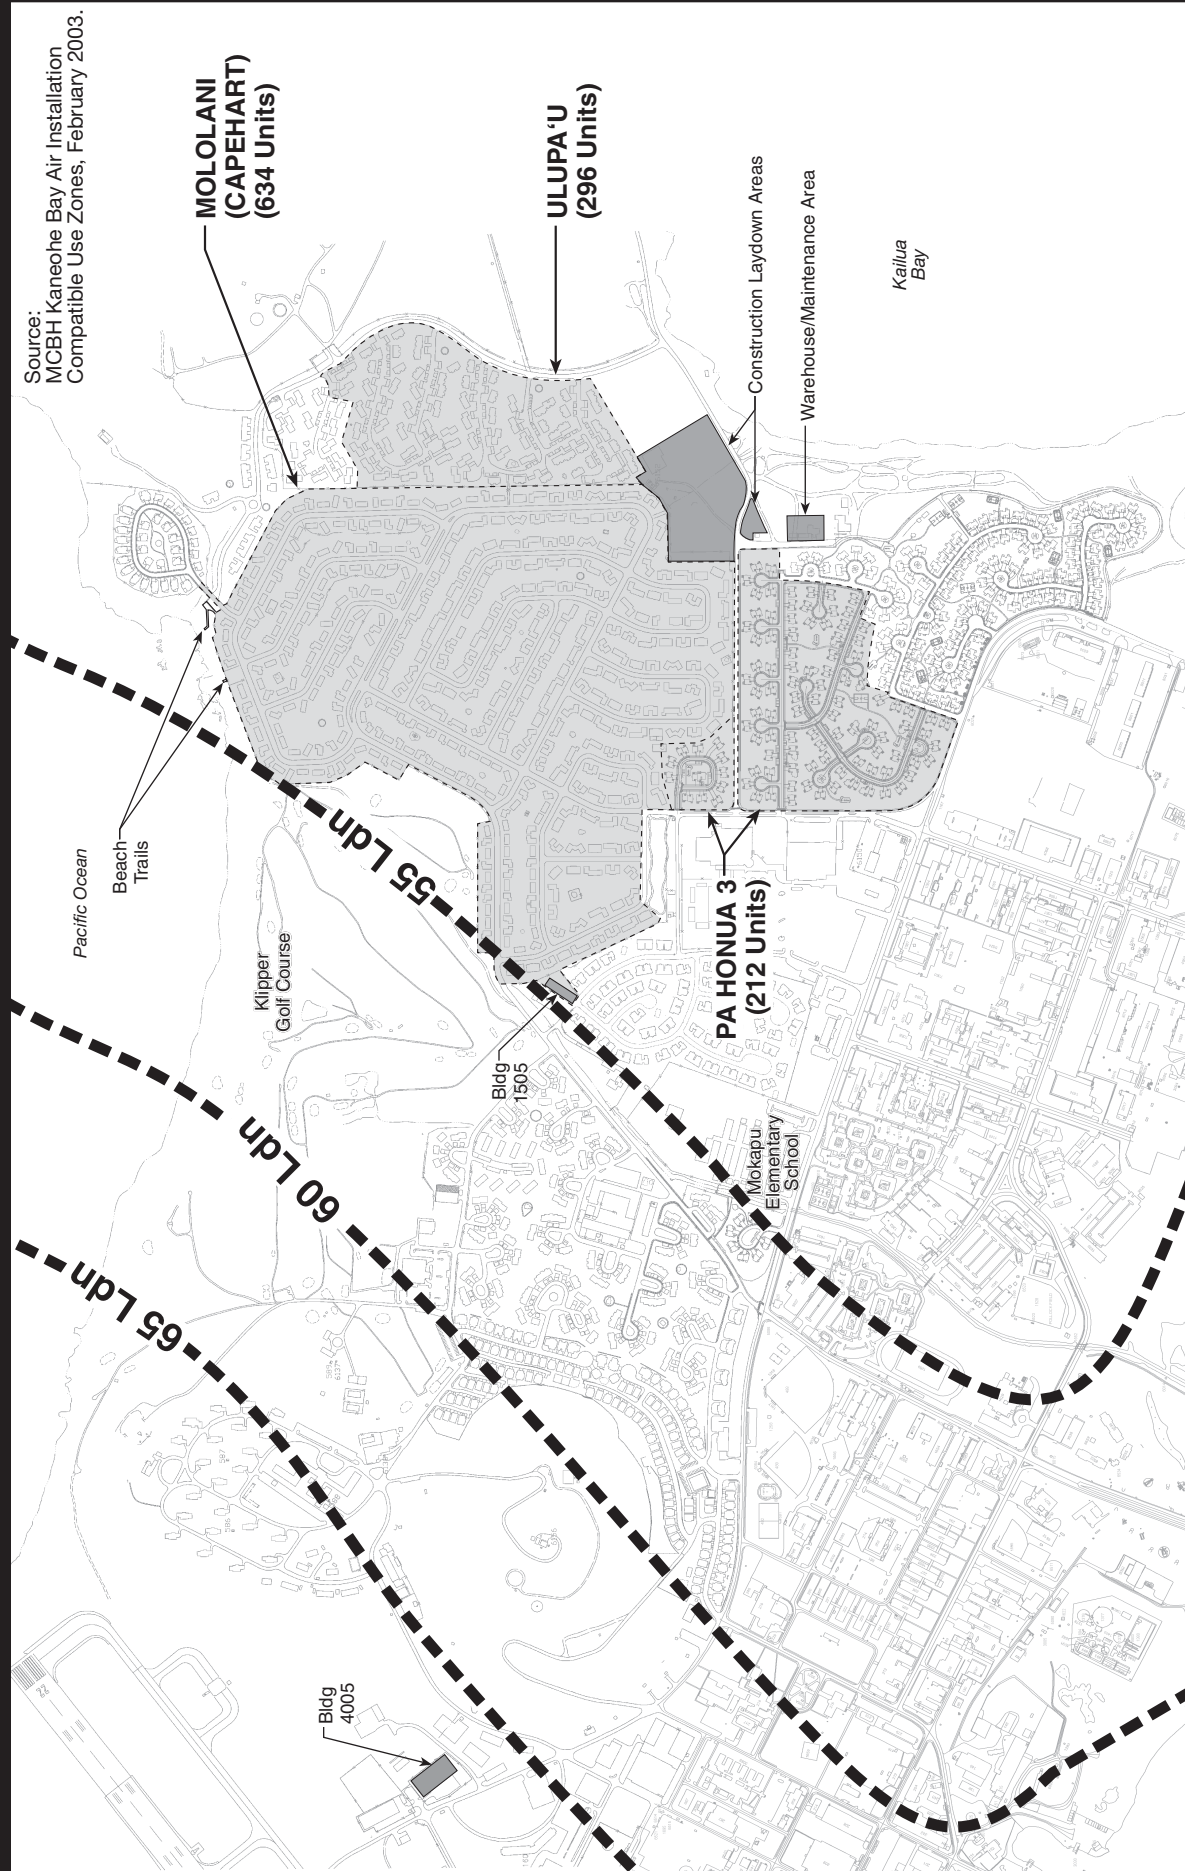 Source:
MCBH Kaneohe Bay Air Installation
Compatible Use Zones, February 2003.
MOLOLANI
(CAPEHART)
(634 Units)
ULUPAʻU
(296 Units)
Construction Laydown Areas
Warehouse/Maintenance Area
Kailua
Bay
Beach
Trails
Pacific Ocean
Klipper
Golf Course
55 Ldn
PA HONUA 3
(212 Units)
Bldg
1505
Mokapu
Elementary
School
60 Ldn
65 Ldn
Bldg
4005
22